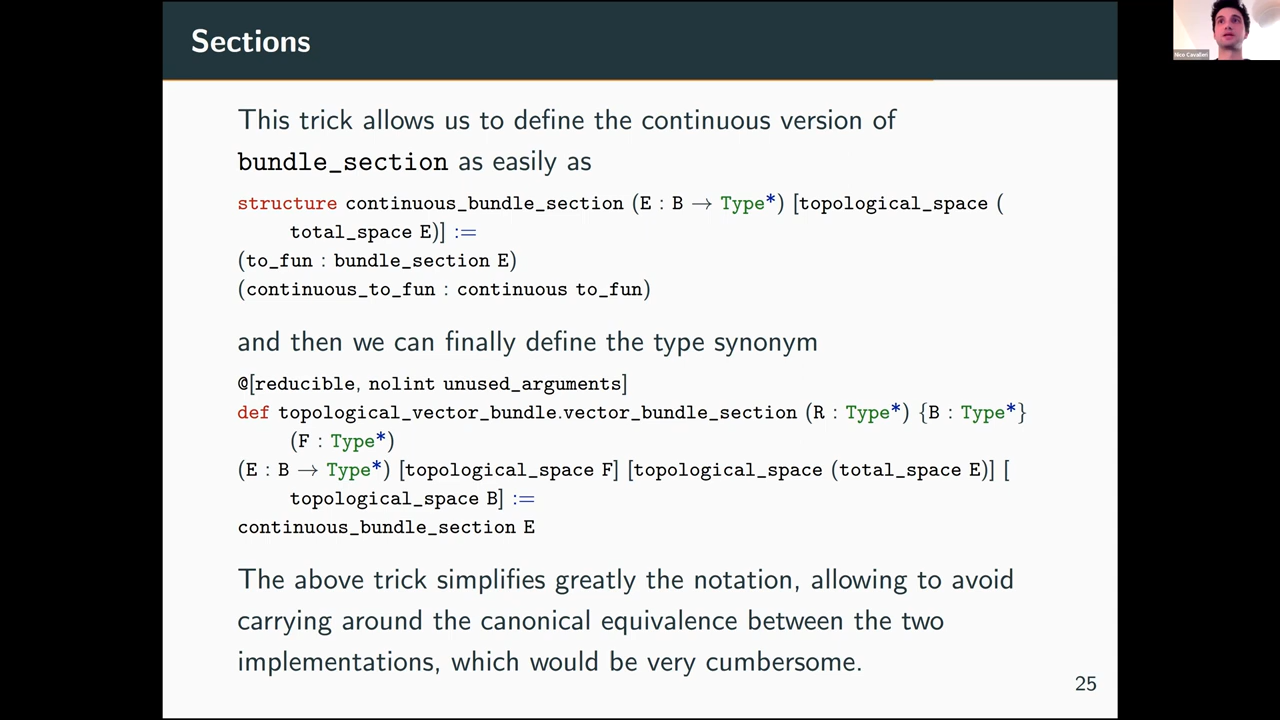 Sections
Nico Cavalleri
This trick allows us to define the continuous version of
bundle_section as easily as
structure continuous_bundle_section (E : B → Type*) [topological_space (
total_space E)] :=
(to_fun : bundle_section E)
(continuous_to_fun : continuous to_fun)
and then we can finally define the type synonym
@[reducible, nolint unused_arguments]
def topological_vector_bundle.vector_bundle_section (R : Type*) {B : Type*}
(F : Type*)
(E : B → Type*) [topological_space F] [topological_space (total_space E)] [
topological_space B] :=
continuous_bundle_section E
The above trick simplifies greatly the notation, allowing to avoid
carrying around the canonical equivalence between the two
implementations, which would be very cumbersome.
25